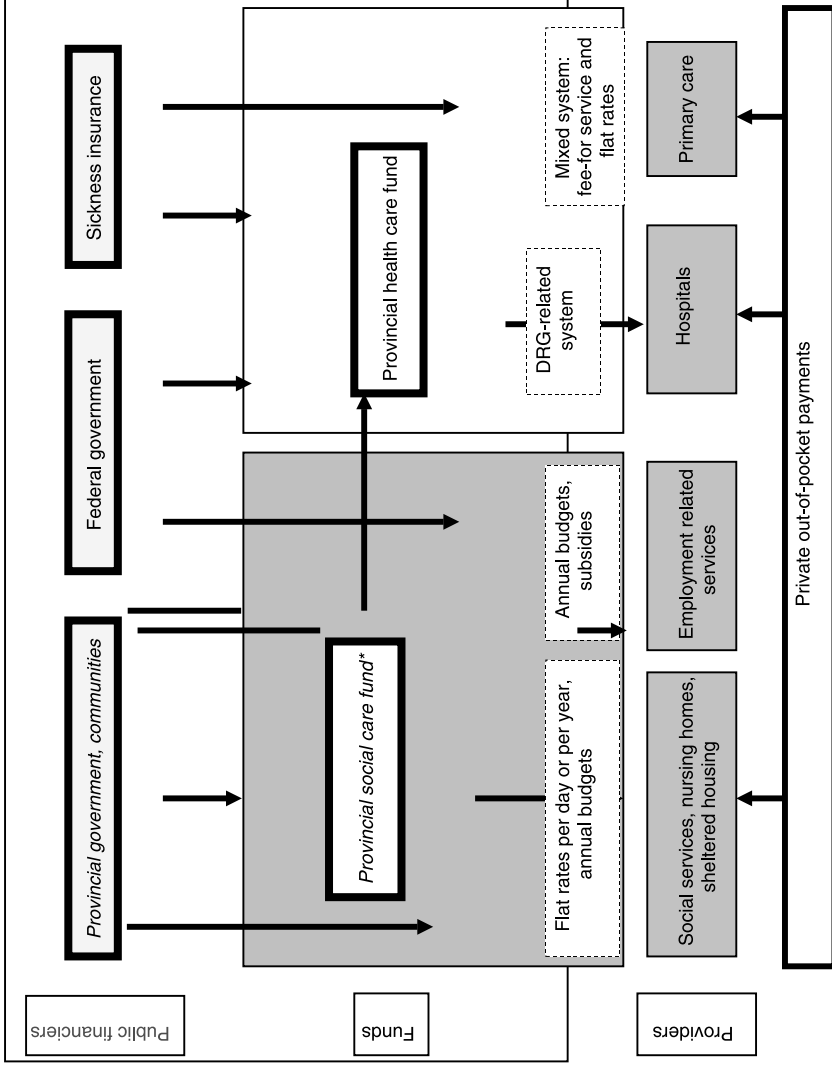 Public financiers
Provincial government, communities
Federal government
Sickness insurance
Funds
Provincial social care fund*
Provincial health care fund
Flat rates per day or per year,
annual budgets
Annual budgets,
subsidies
DRG-related
system
Mixed system:
fee-for service and
flat rates
Providers
Social services, nursing homes,
sheltered housing
Employment related
services
Hospitals
Primary care
Private out-of-pocket payments